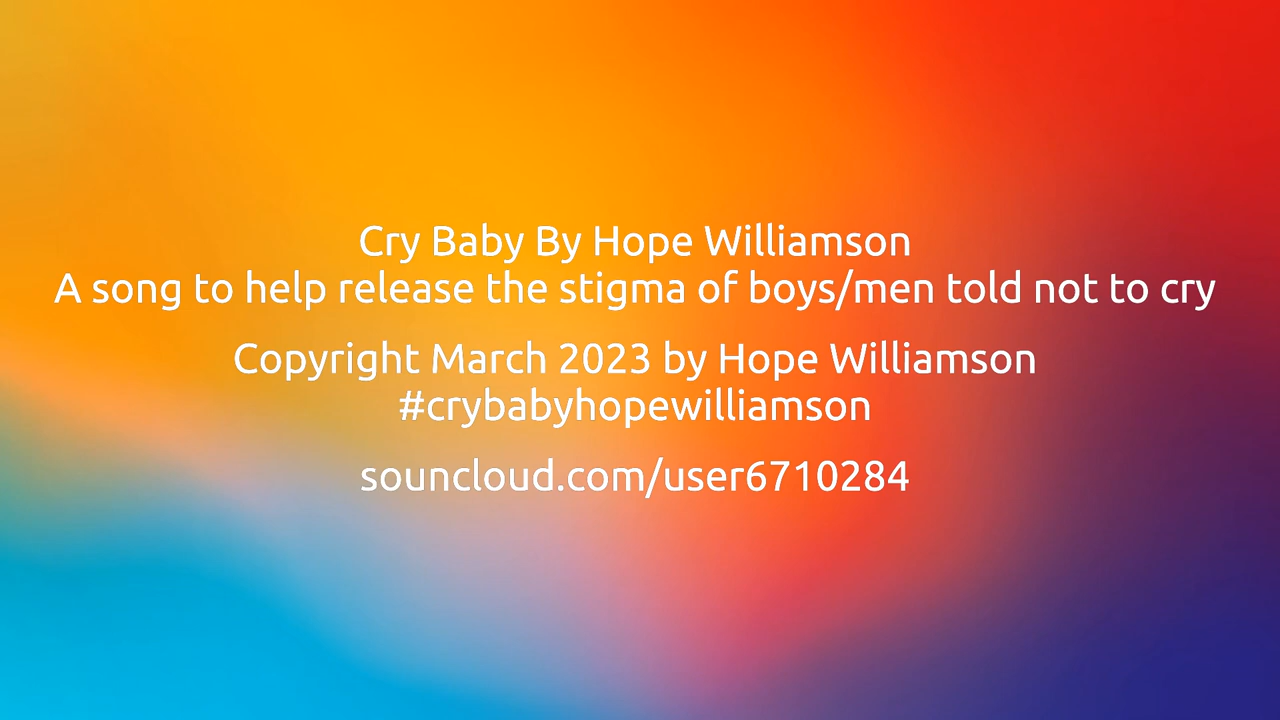 Cry Baby By Hope Williamson
A song to help release the stigma of boys/men told not to cry
Copyright March 2023 by Hope Williamson
#crybabyhopewilliamson
souncloud.com/user6710284